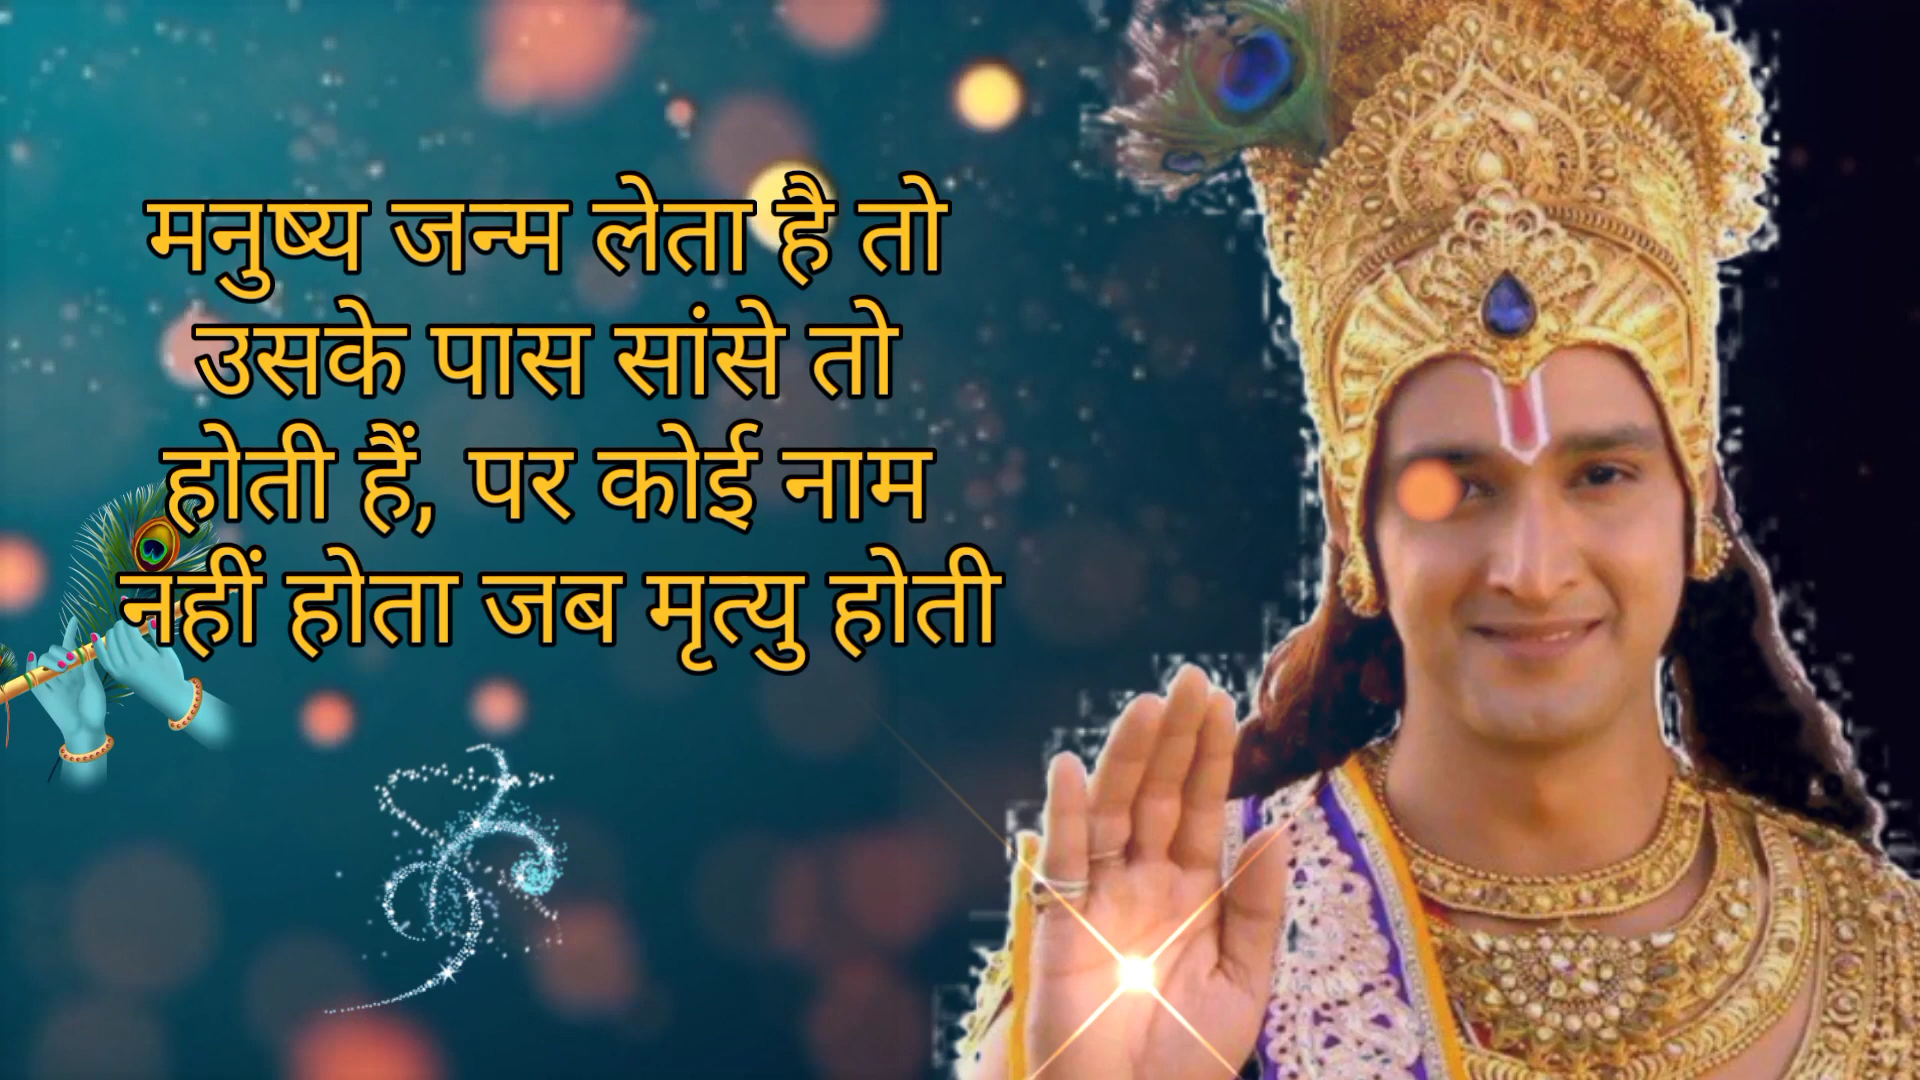 मनुष्य जन्म लेता है तो
उसके पास सांसे तो
होती हैं, पर कोई नाम
नहीं होता जब मृत्यु होती